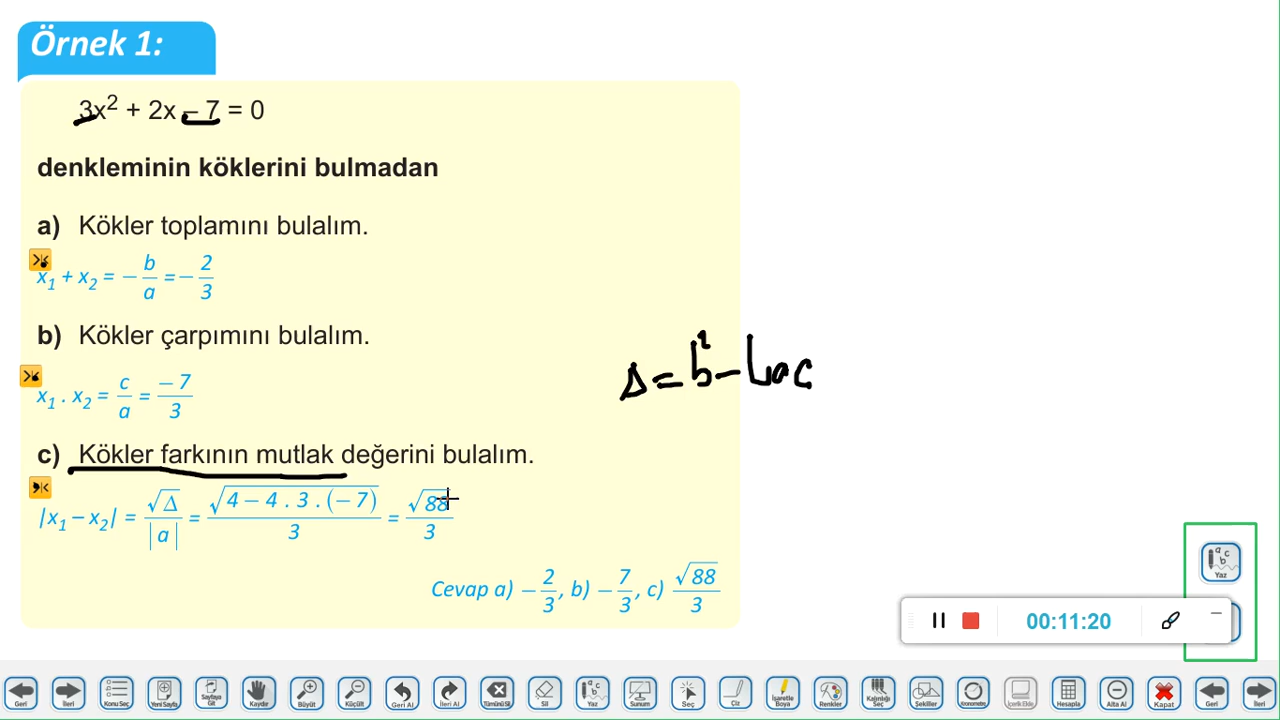 Örnek 1:
3x² + 2x – 7 = 0
denkleminin köklerini bulmadan
a) Kökler toplamını bulalım.
x₁ + x₂ = – b/a = – 2/3
b) Kökler çarpımını bulalım.
x₁ . x₂ = c/a = –7/3
Δ = b² – 4ac
c) Kökler farkının mutlak değerini bulalım.
|x₁ – x₂| = √Δ/|a| = √(4 – 4 . 3 . (– 7))/3 = √88/3
Cevap a) – 2/3, b) – 7/3, c) √88/3
a b c
Yaz
00:11:20
Geri
İleri
Konu Seç
Yeni Sayfa
Sayfaya Git
Kaydır
Büyüt
Küçült
Geri Al
İleri Al
Tümünü Sil
Sil
Yaz
Sunum
Seç
Çiz
İşaretle Boya
Renkler
Kalınlığı Seç
Şekiller
Kronometre
İçerik Ekle
Hesapla
Alta Al
Kapat
Geri
İleri